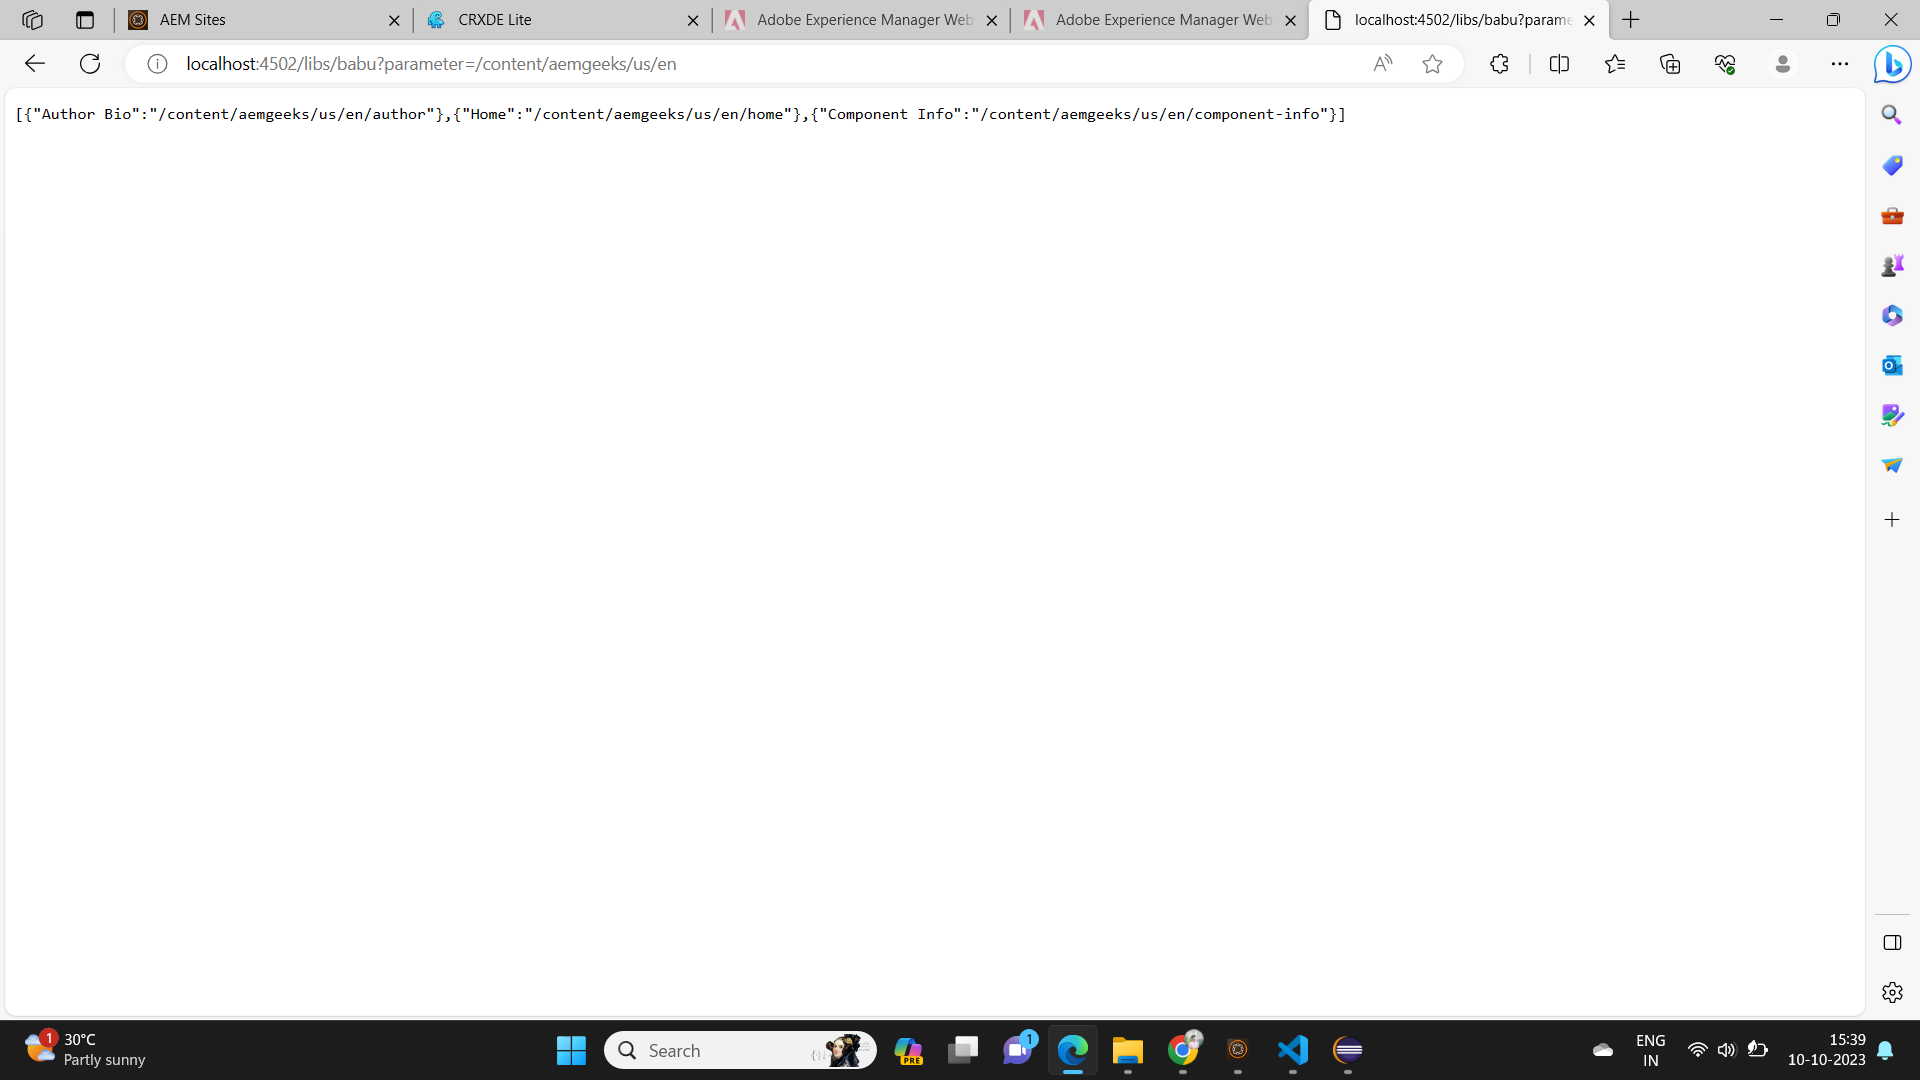 AEM Sites
CRXDE Lite
Adobe Experience Manager Web
Adobe Experience Manager Web
localhost:4502/libs/babu?parame
localhost:4502/libs/babu?parameter=/content/aemgeeks/us/en
[{"Author Bio":"/content/aemgeeks/us/en/author"},{"Home":"/content/aemgeeks/us/en/home"},{"Component Info":"/content/aemgeeks/us/en/component-info"}]
1
30°C
Partly sunny
Search
PRE
1
ENG
IN
15:39
10-10-2023